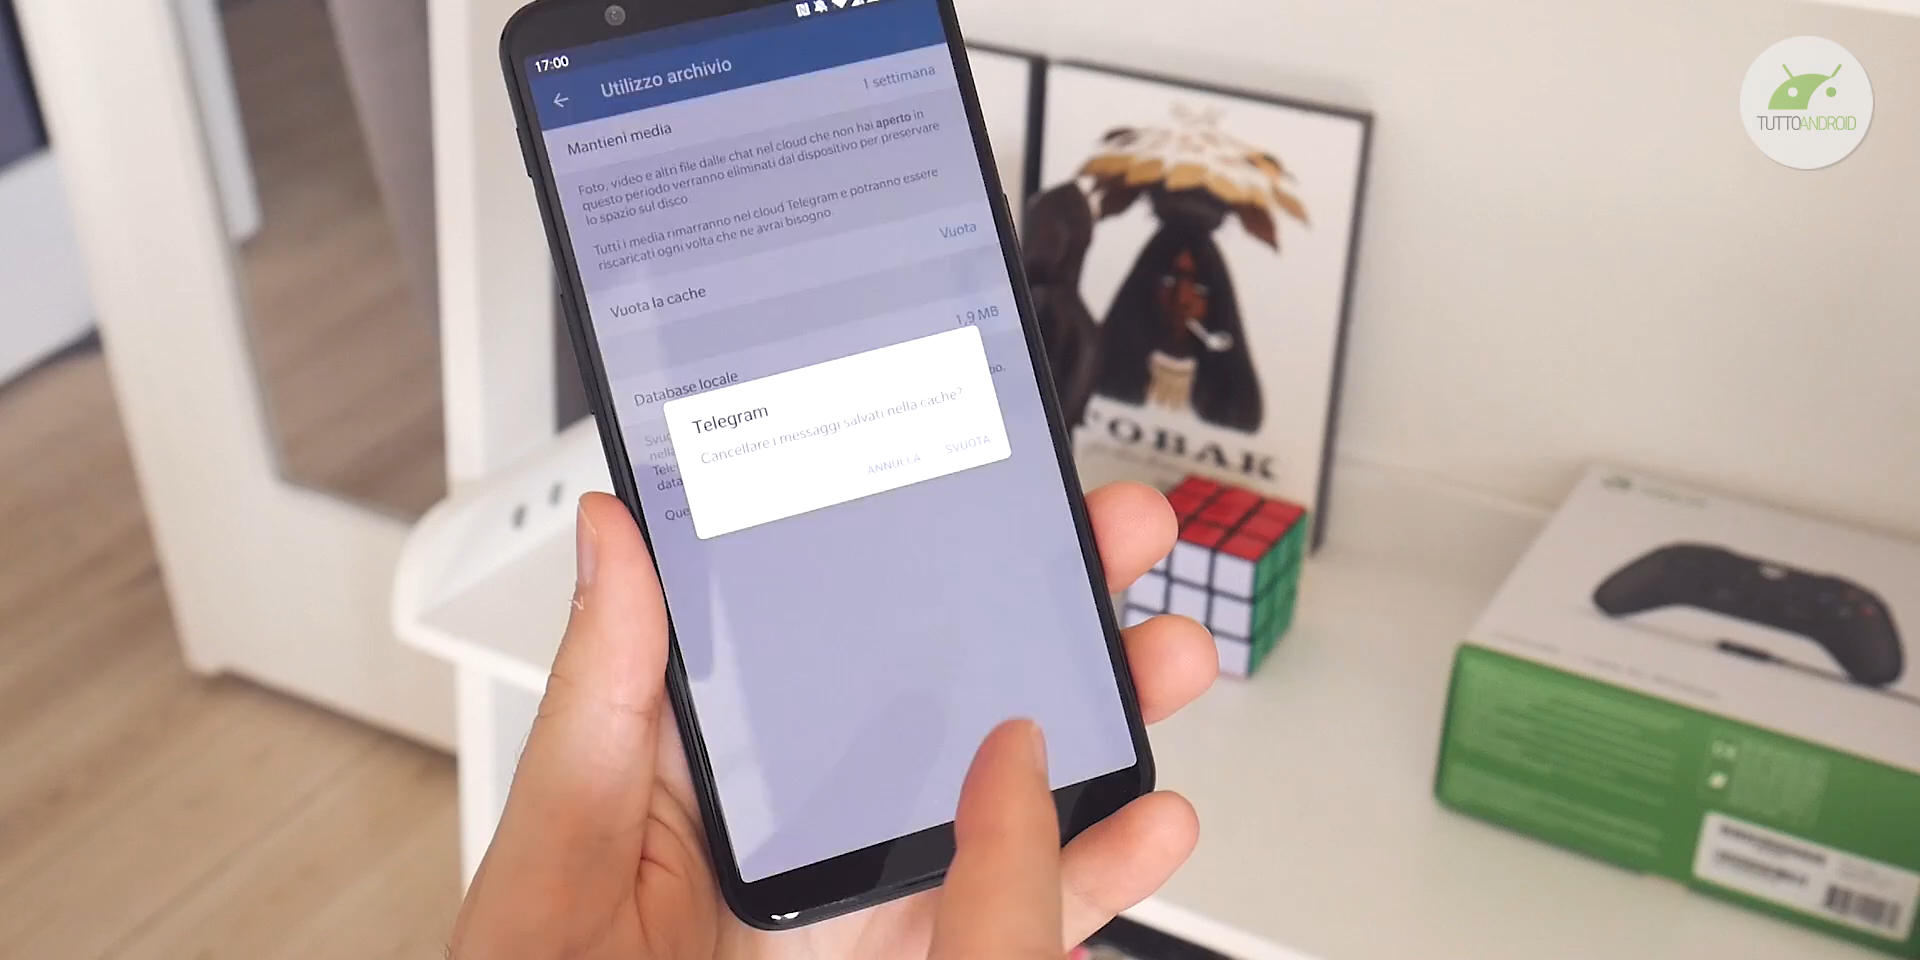 17:00
Utilizzo archivio
Mantieni media
1 settimana
Foto, video e altri file dalle chat nel cloud che non hai aperto in
questo periodo verranno eliminati dal dispositivo per preservare
lo spazio sul disco.
Tutti i media rimarranno nel cloud Telegram e potranno essere
riscaricati ogni volta che ne avrai bisogno.
Vuota la cache
Vuota
Database locale
1,9 MB
Telegram
Cancellare i messaggi salvati nella cache?
ANNULLA
SVUOTA
TUTTOANDROID
OBAK